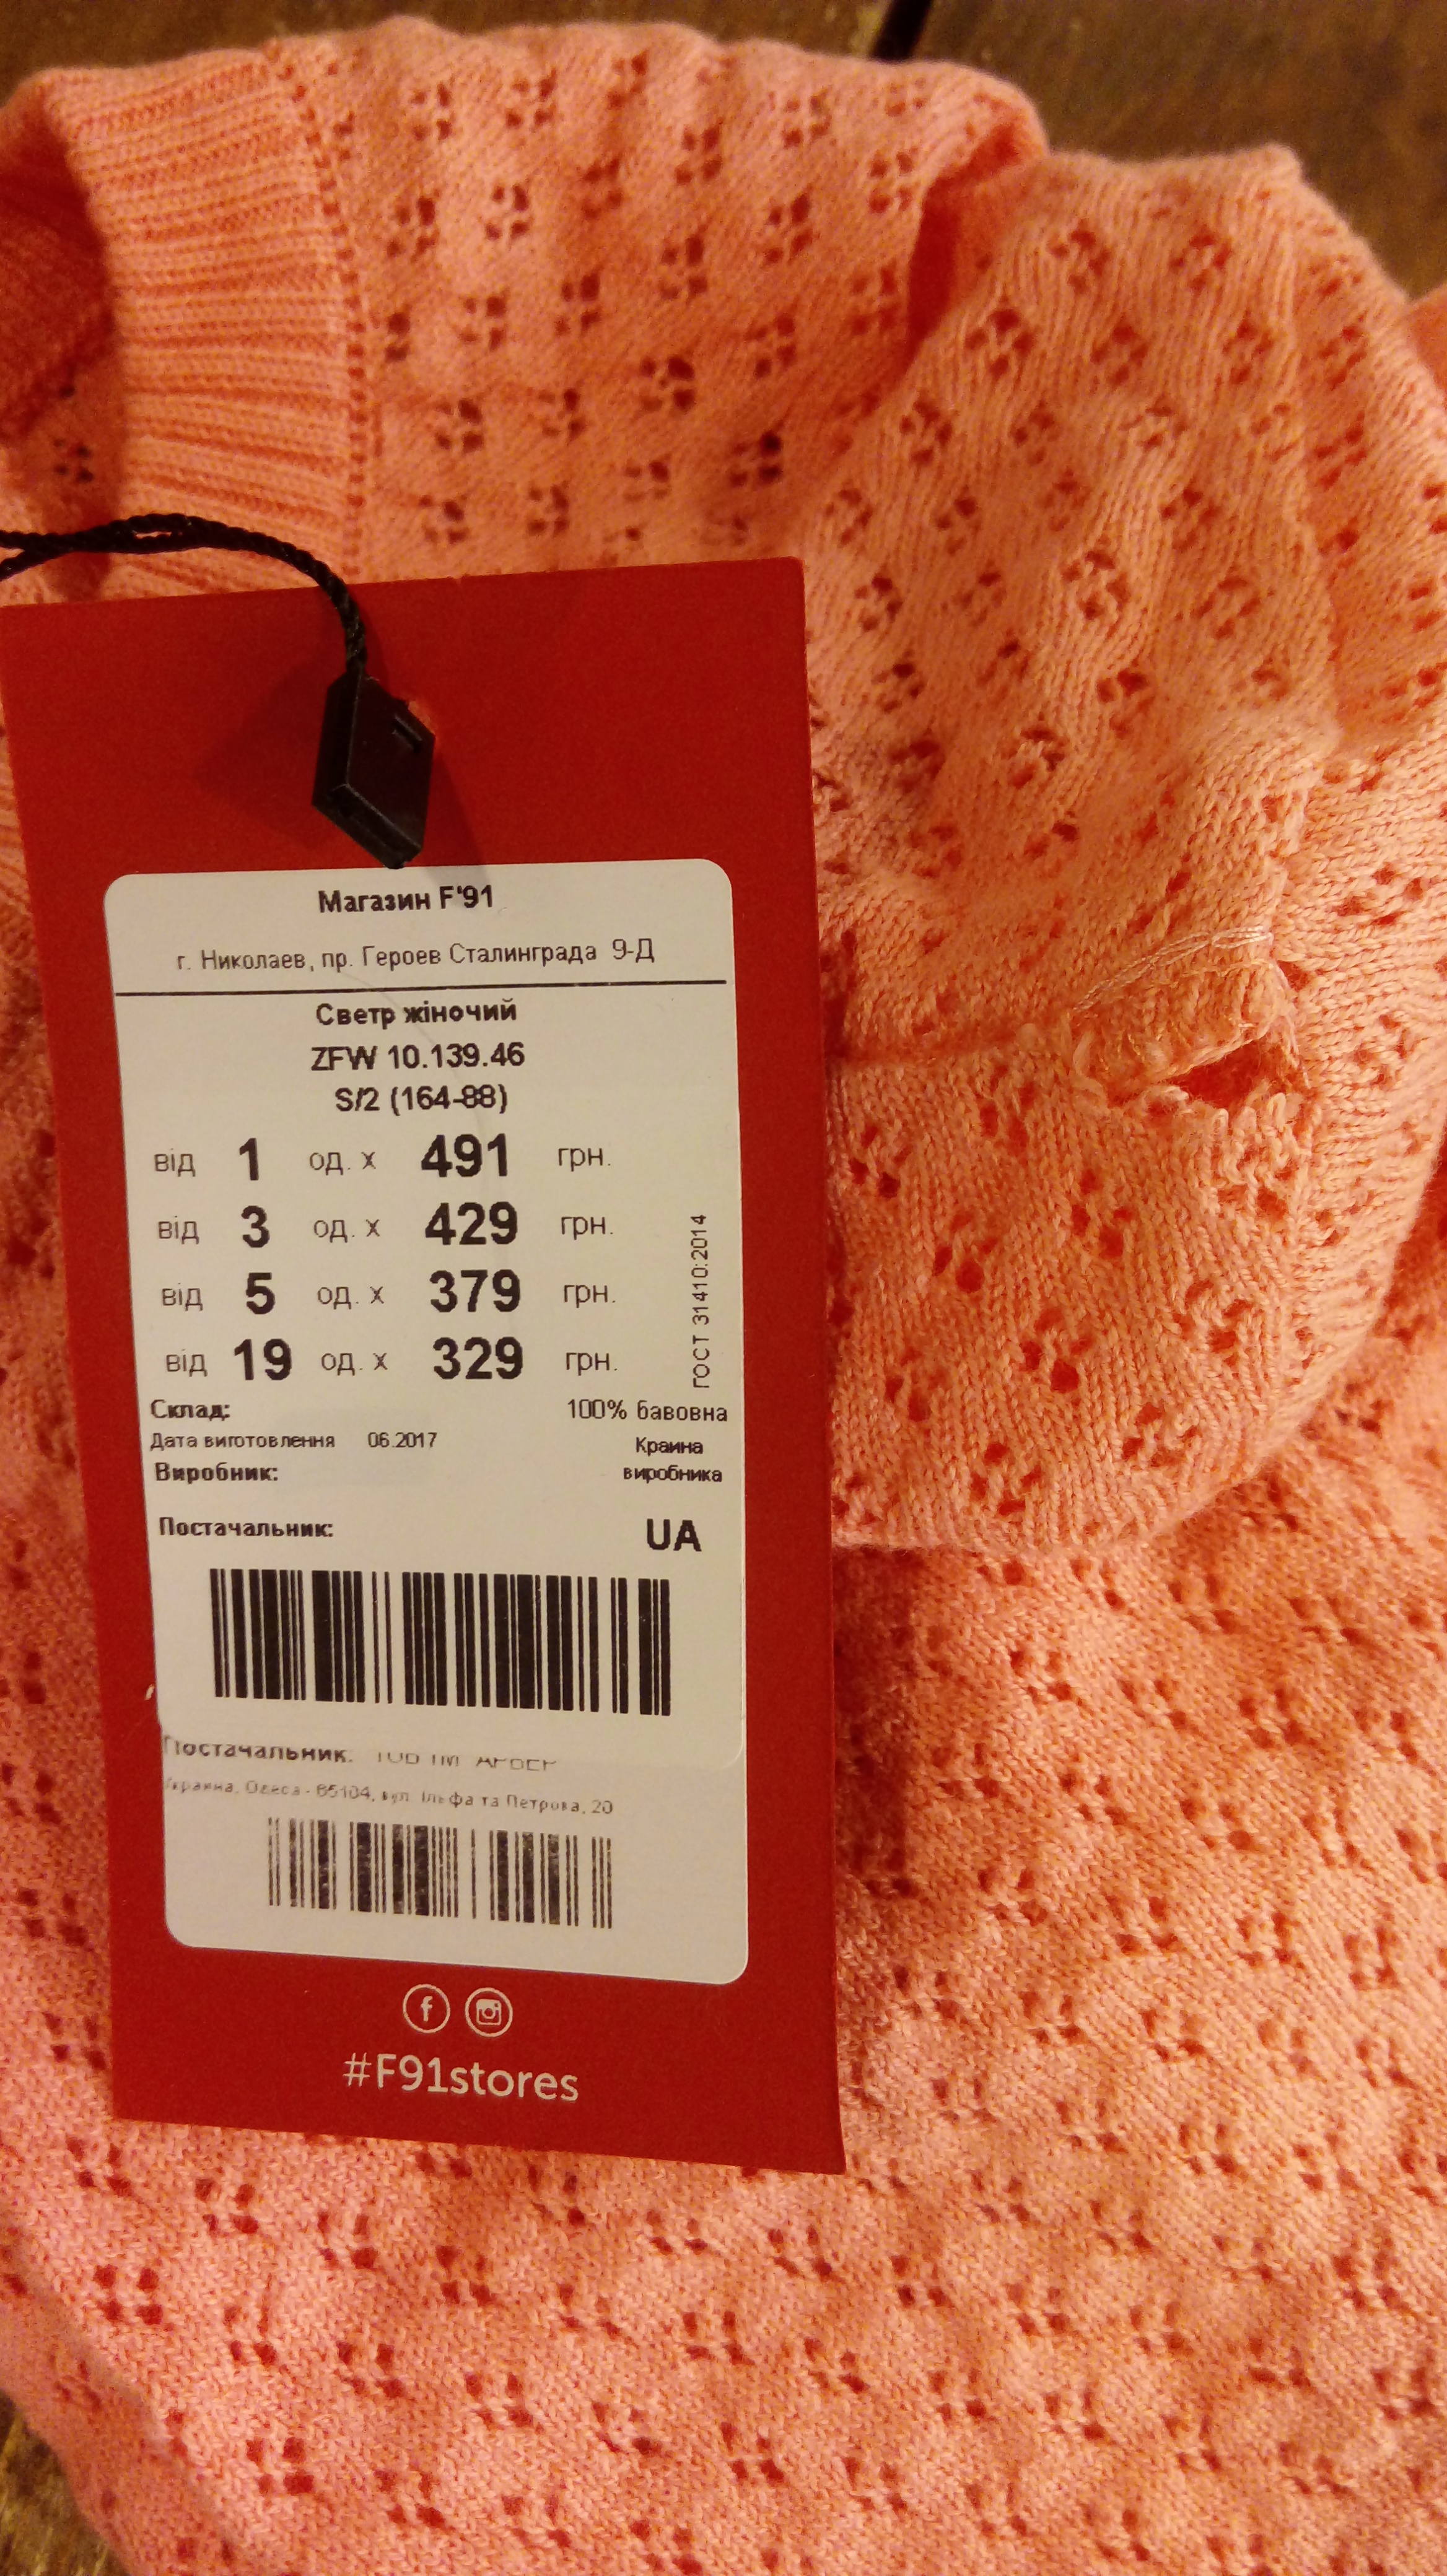 Магазин F'91
г. Николаев, пр. Героев Сталинграда 9-Д
Светр жіночий
ZFW 10.139.46
S/2 (164-88)
від 1 од. х 491 грн.
від 3 од. х 429 грн.
від 5 од. х 379 грн.
від 19 од. х 329 грн.
ГОСТ 31410:2014
Склад: 100% бавовна
Дата виготовлення 06.2017
Краина
Виробник: виробника
Постачальник: UA
Постачальник:
Україна, Одеса - 65104, вул. Ільфа та Петрова, 20
#F91stores